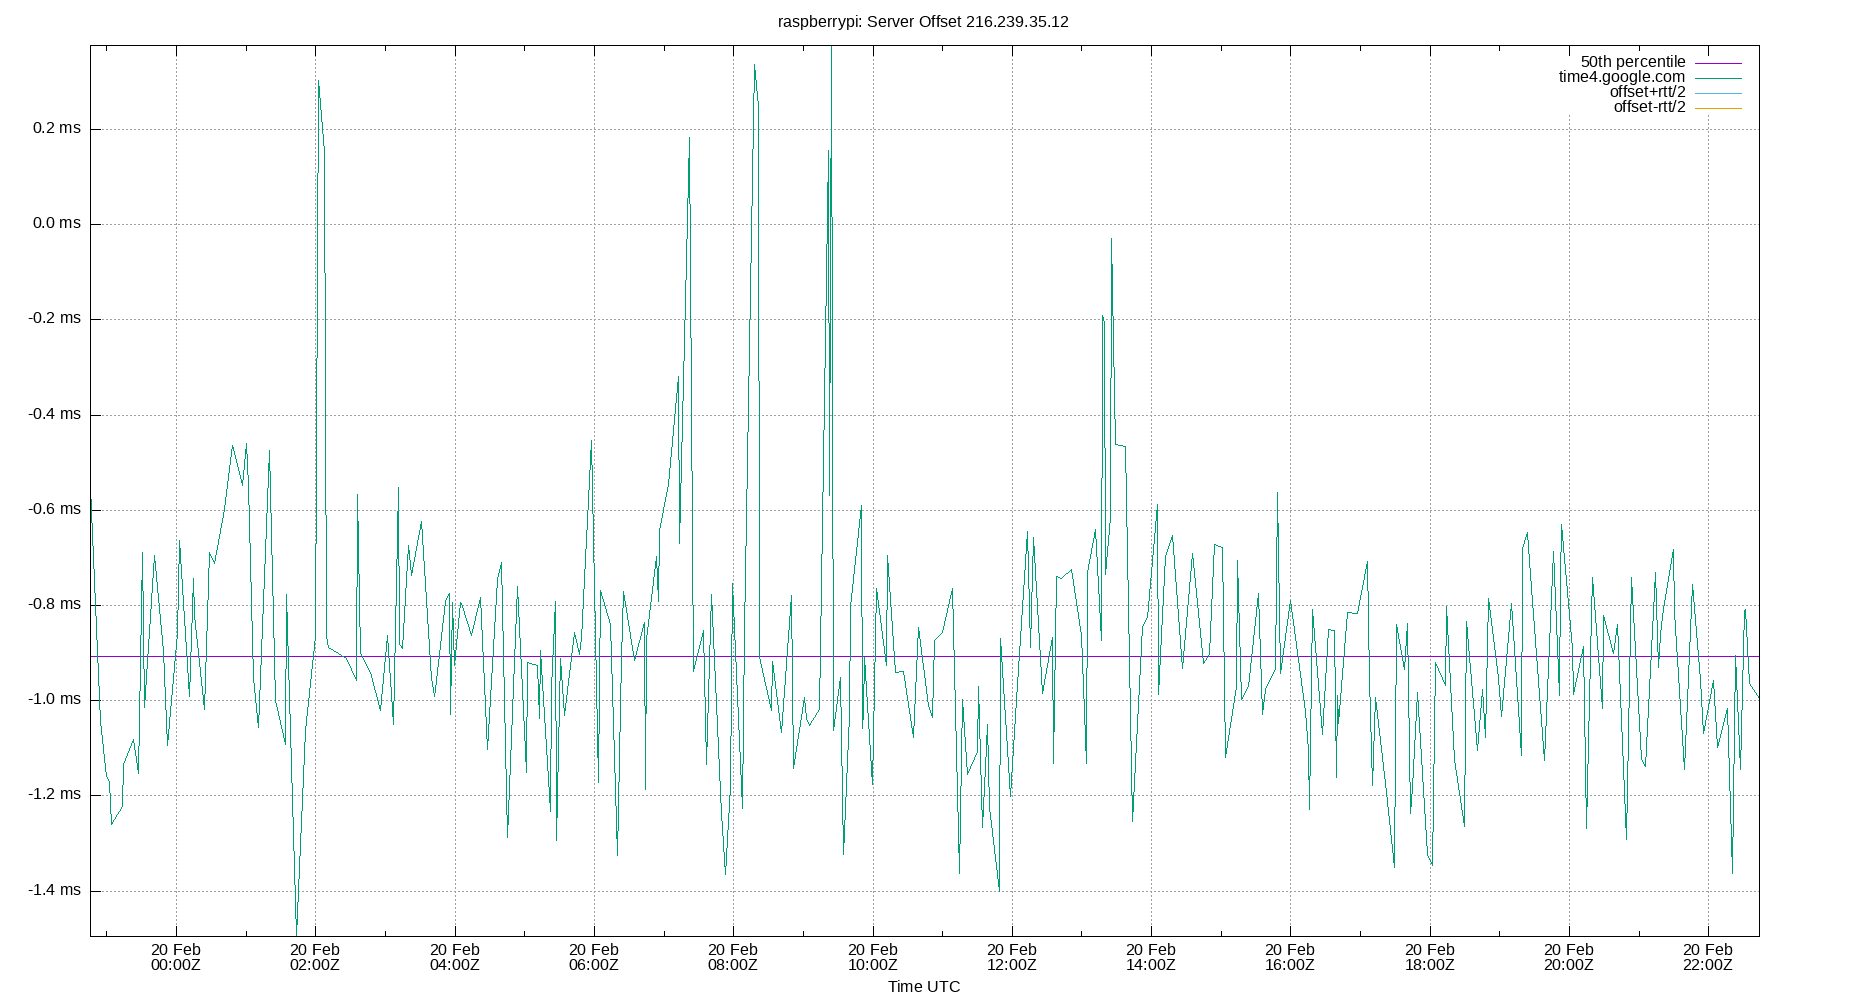 raspberrypi: Server Offset 216.239.35.12
50th percentile
time4.google.com
offset+rtt/2
offset-rtt/2
0.2 ms
0.0 ms
-0.2 ms
-0.4 ms
-0.6 ms
-0.8 ms
-1.0 ms
-1.2 ms
-1.4 ms
20 Feb 20 Feb 20 Feb 20 Feb 20 Feb 20 Feb 20 Feb 20 Feb 20 Feb 20 Feb 20 Feb 20 Feb
00:00Z 02:00Z 04:00Z 06:00Z 08:00Z 10:00Z 12:00Z 14:00Z 16:00Z 18:00Z 20:00Z 22:00Z
Time UTC